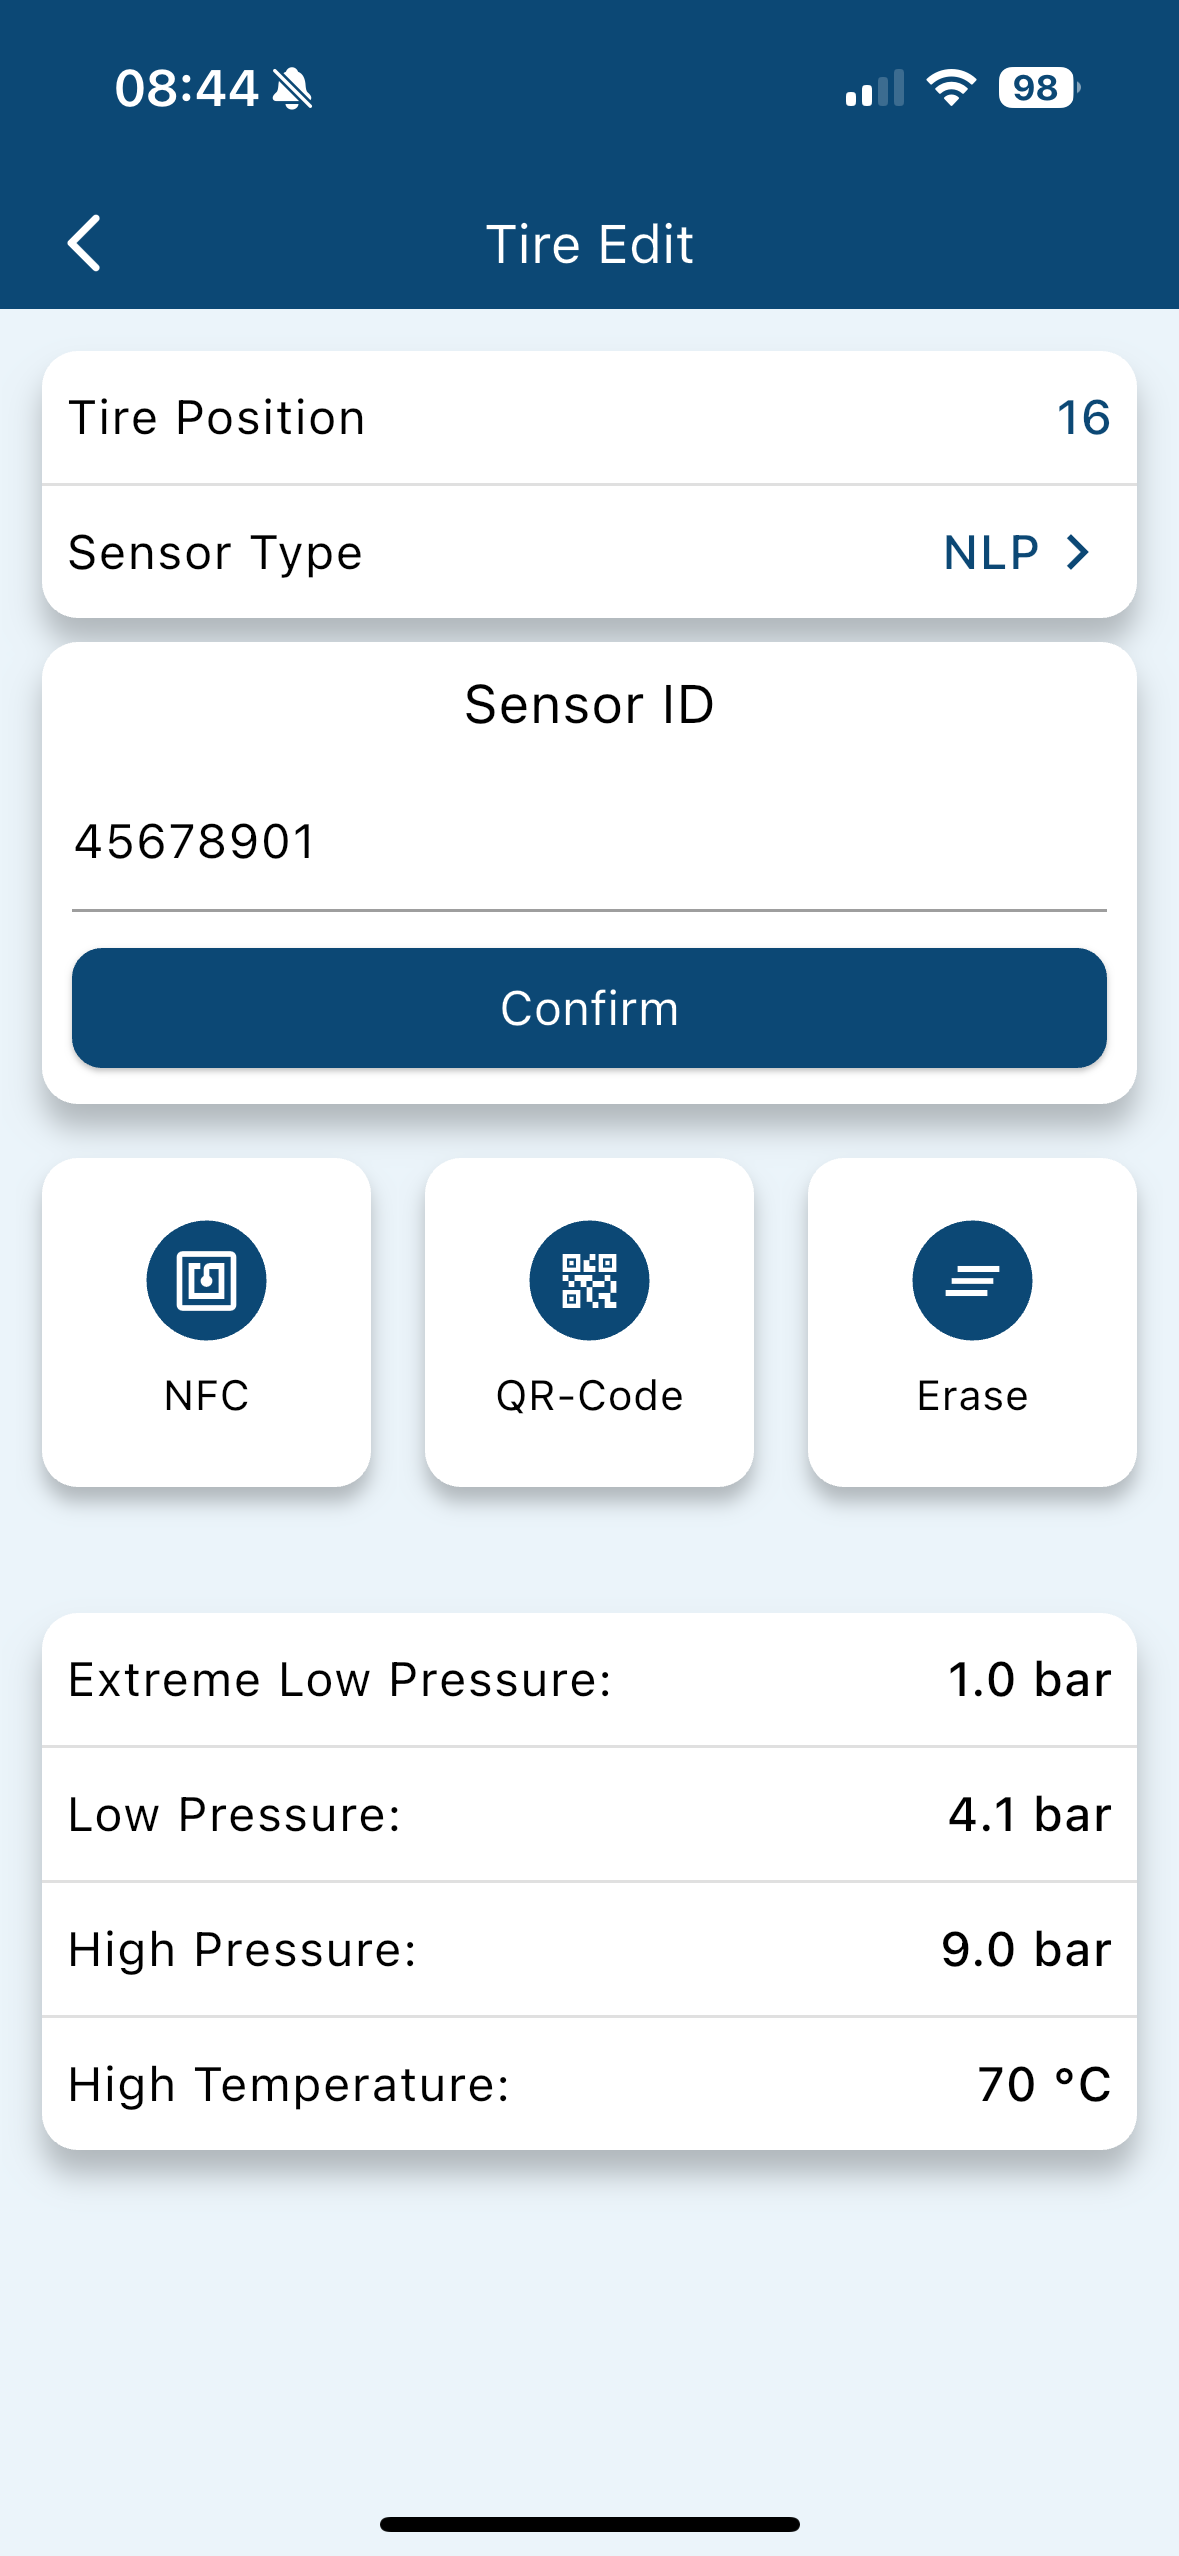 08:44 98
Tire Edit
Tire Position 16
Sensor Type NLP
Sensor ID
45678901
Confirm
NFC QR-Code Erase
Extreme Low Pressure: 1.0 bar
Low Pressure: 4.1 bar
High Pressure: 9.0 bar
High Temperature: 70 °C